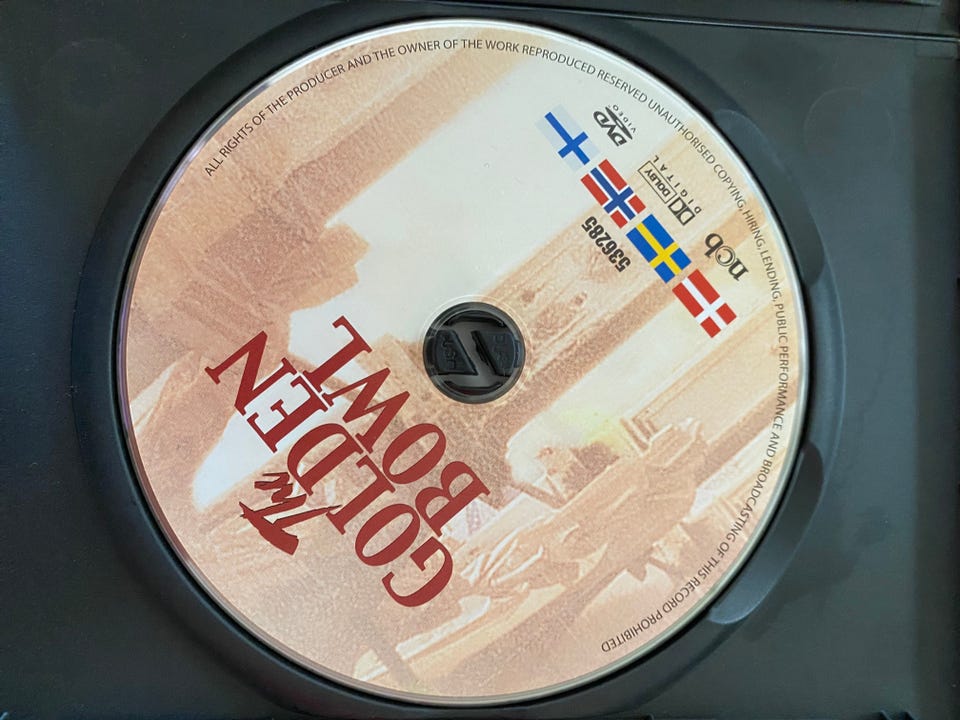 ALL RIGHTS OF THE PRODUCER AND THE OWNER OF THE WORK REPRODUCED RESERVED UNAUTHORISED COPYING, HIRING, LENDING, PUBLIC PERFORMANCE AND BROADCASTING OF THIS RECORD PROHIBITED
The
GOLDEN
BOWL
DVD
VIDEO
DOLBY
DIGITAL
ncb
536285
PUSH